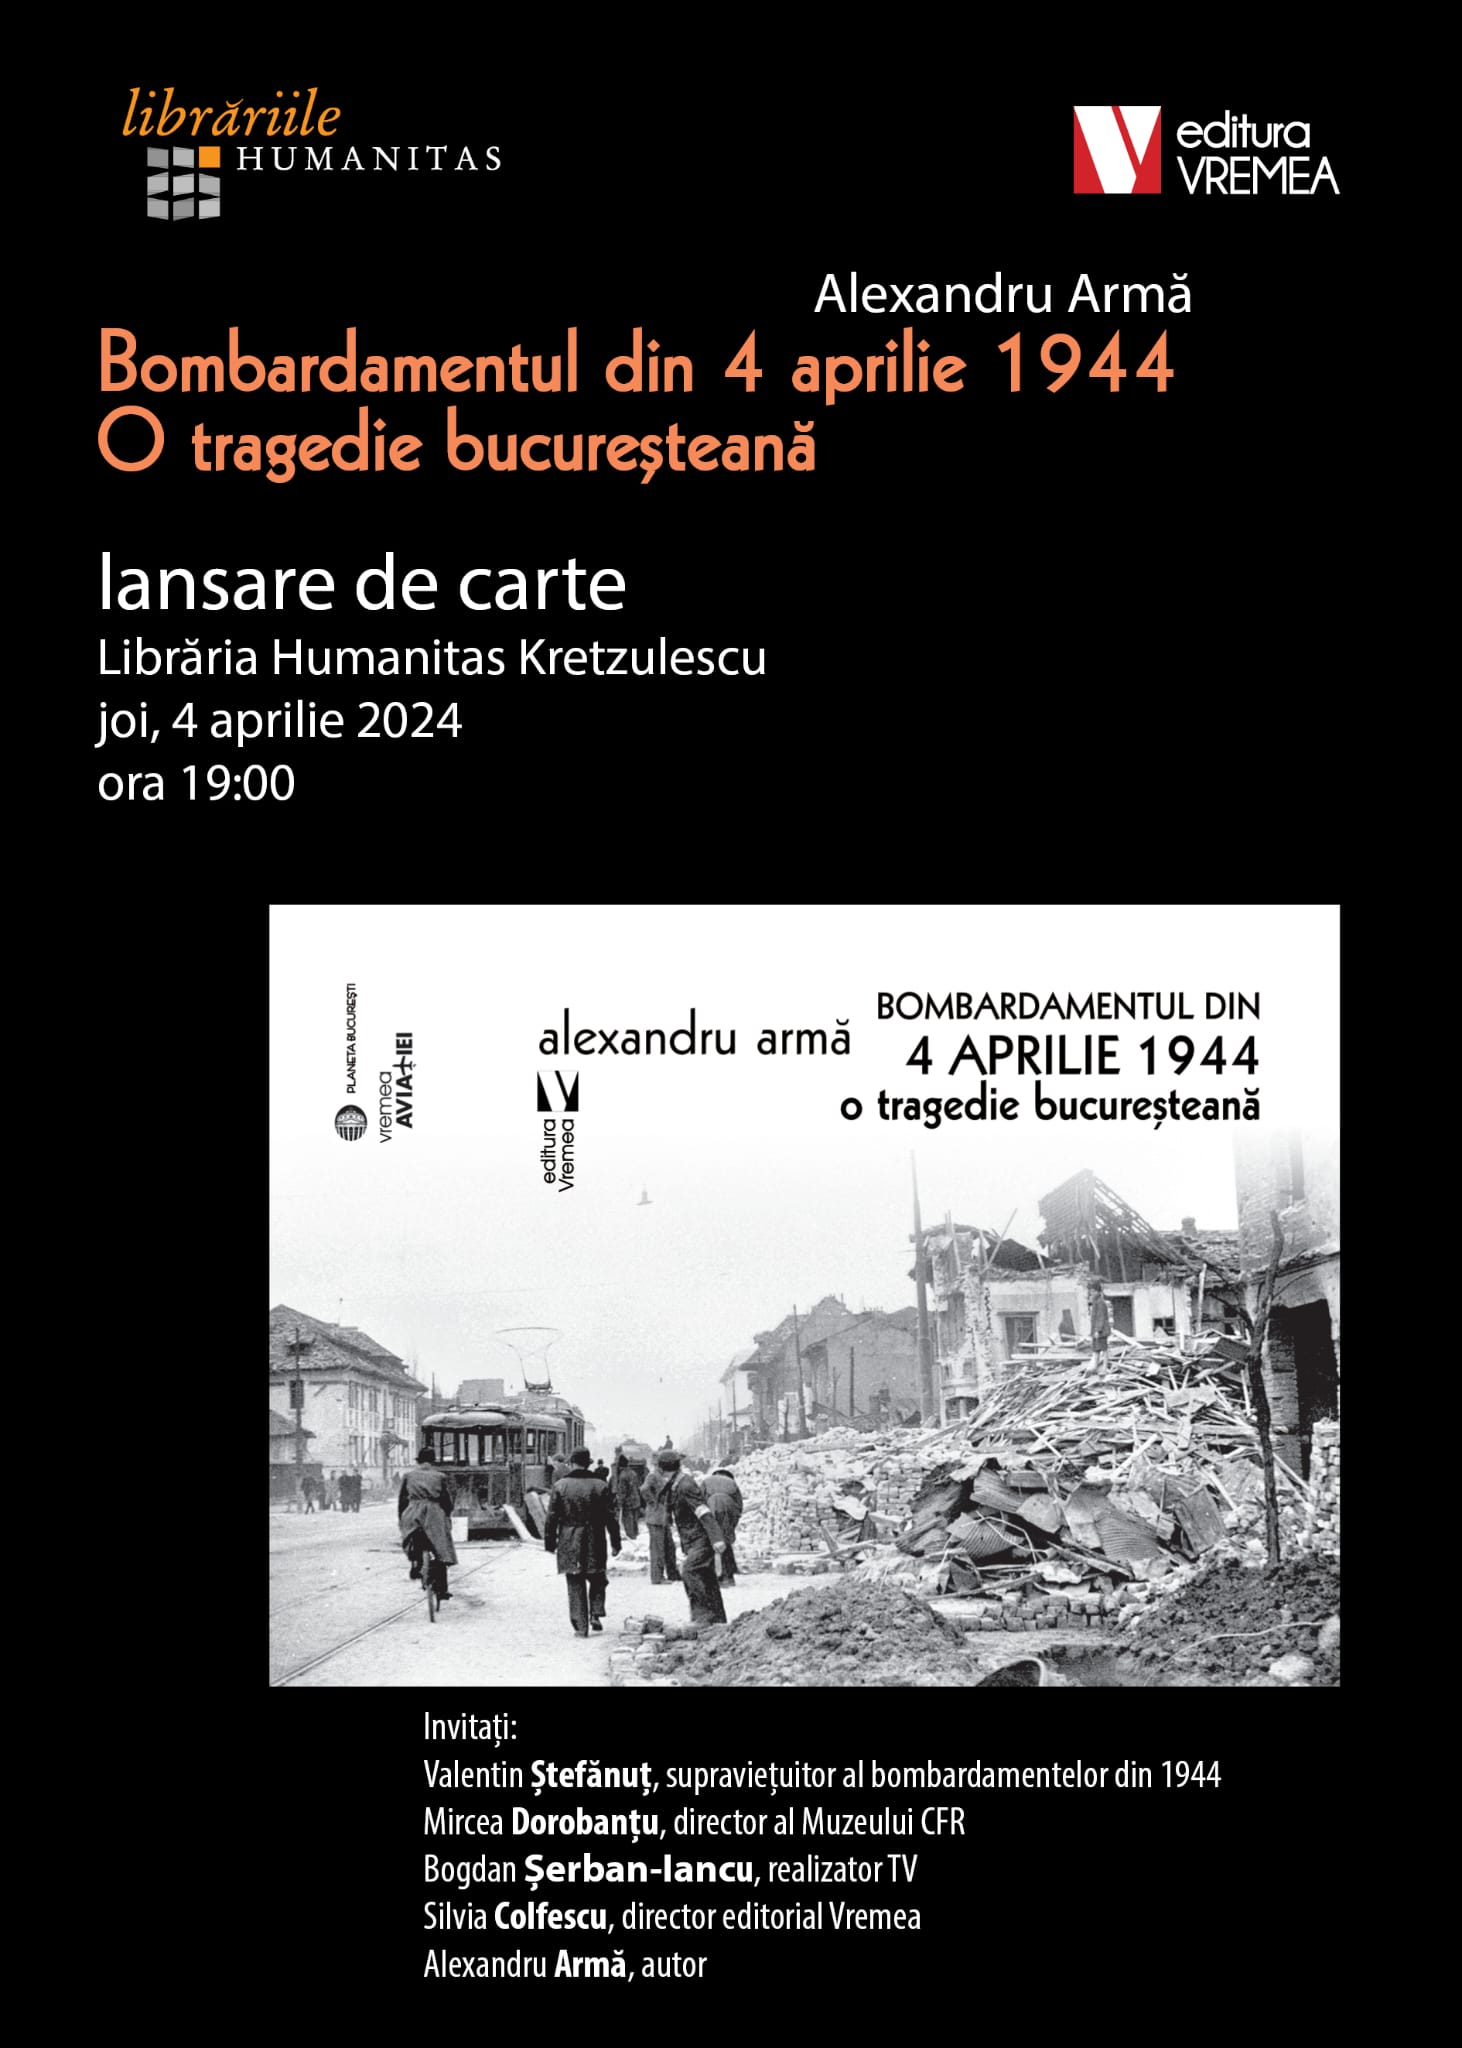 librăriile
HUMANITAS
editura
VREMEA
Alexandru Armă
Bombardamentul din 4 aprilie 1944
O tragedie bucureșteană
lansare de carte
Librăria Humanitas Kretzulescu
joi, 4 aprilie 2024
ora 19:00
PLANETA BUCUREȘTI
vremea
AVIAȚIEI
alexandru armă
editura
Vremea
BOMBARDAMENTUL DIN
4 APRILIE 1944
o tragedie bucureșteană
Invitați:
Valentin Ștefănuț, supraviețuitor al bombardamentelor din 1944
Mircea Dorobanțu, director al Muzeului CFR
Bogdan Șerban-Iancu, realizator TV
Silvia Colfescu, director editorial Vremea
Alexandru Armă, autor